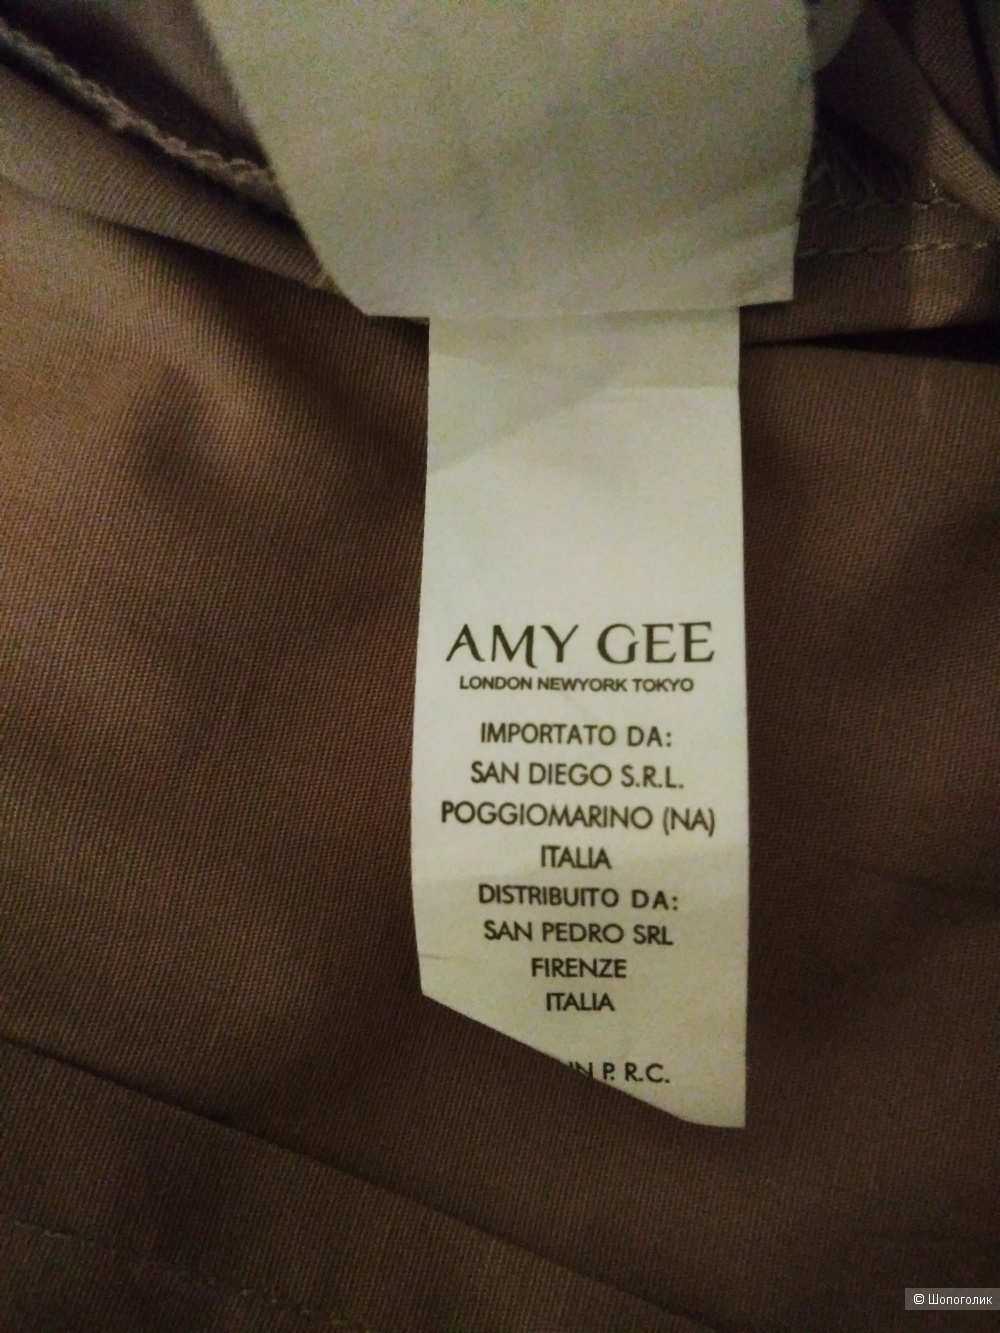 AMY GEE
LONDON NEWYORK TOKYO
IMPORTATO DA:
SAN DIEGO S.R.L.
POGGIOMARINO (NA)
ITALIA
DISTRIBUITO DA:
SAN PEDRO SRL
FIRENZE
ITALIA
IN P. R.C.
© Шопоголик